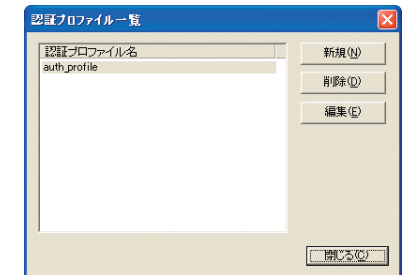 認証プロファイル一覧
認証プロファイル名
auth_profile
新規(N)
削除(D)
編集(E)
閉じる(C)